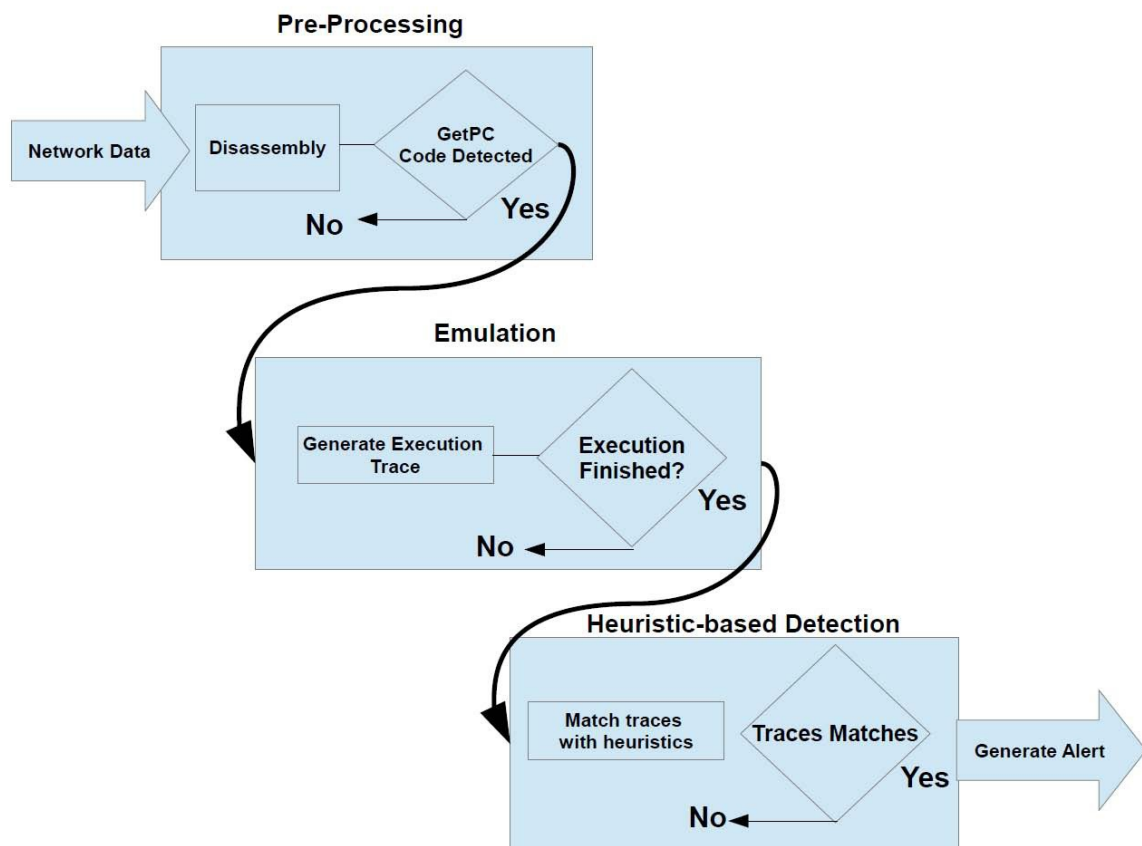 Pre-Processing
Network Data
Disassembly
GetPC
Code Detected
Yes
No
Emulation
Generate Execution
Trace
Execution
Finished?
Yes
No
Heuristic-based Detection
Match traces
with heuristics
Traces Matches
Yes
No
Generate Alert